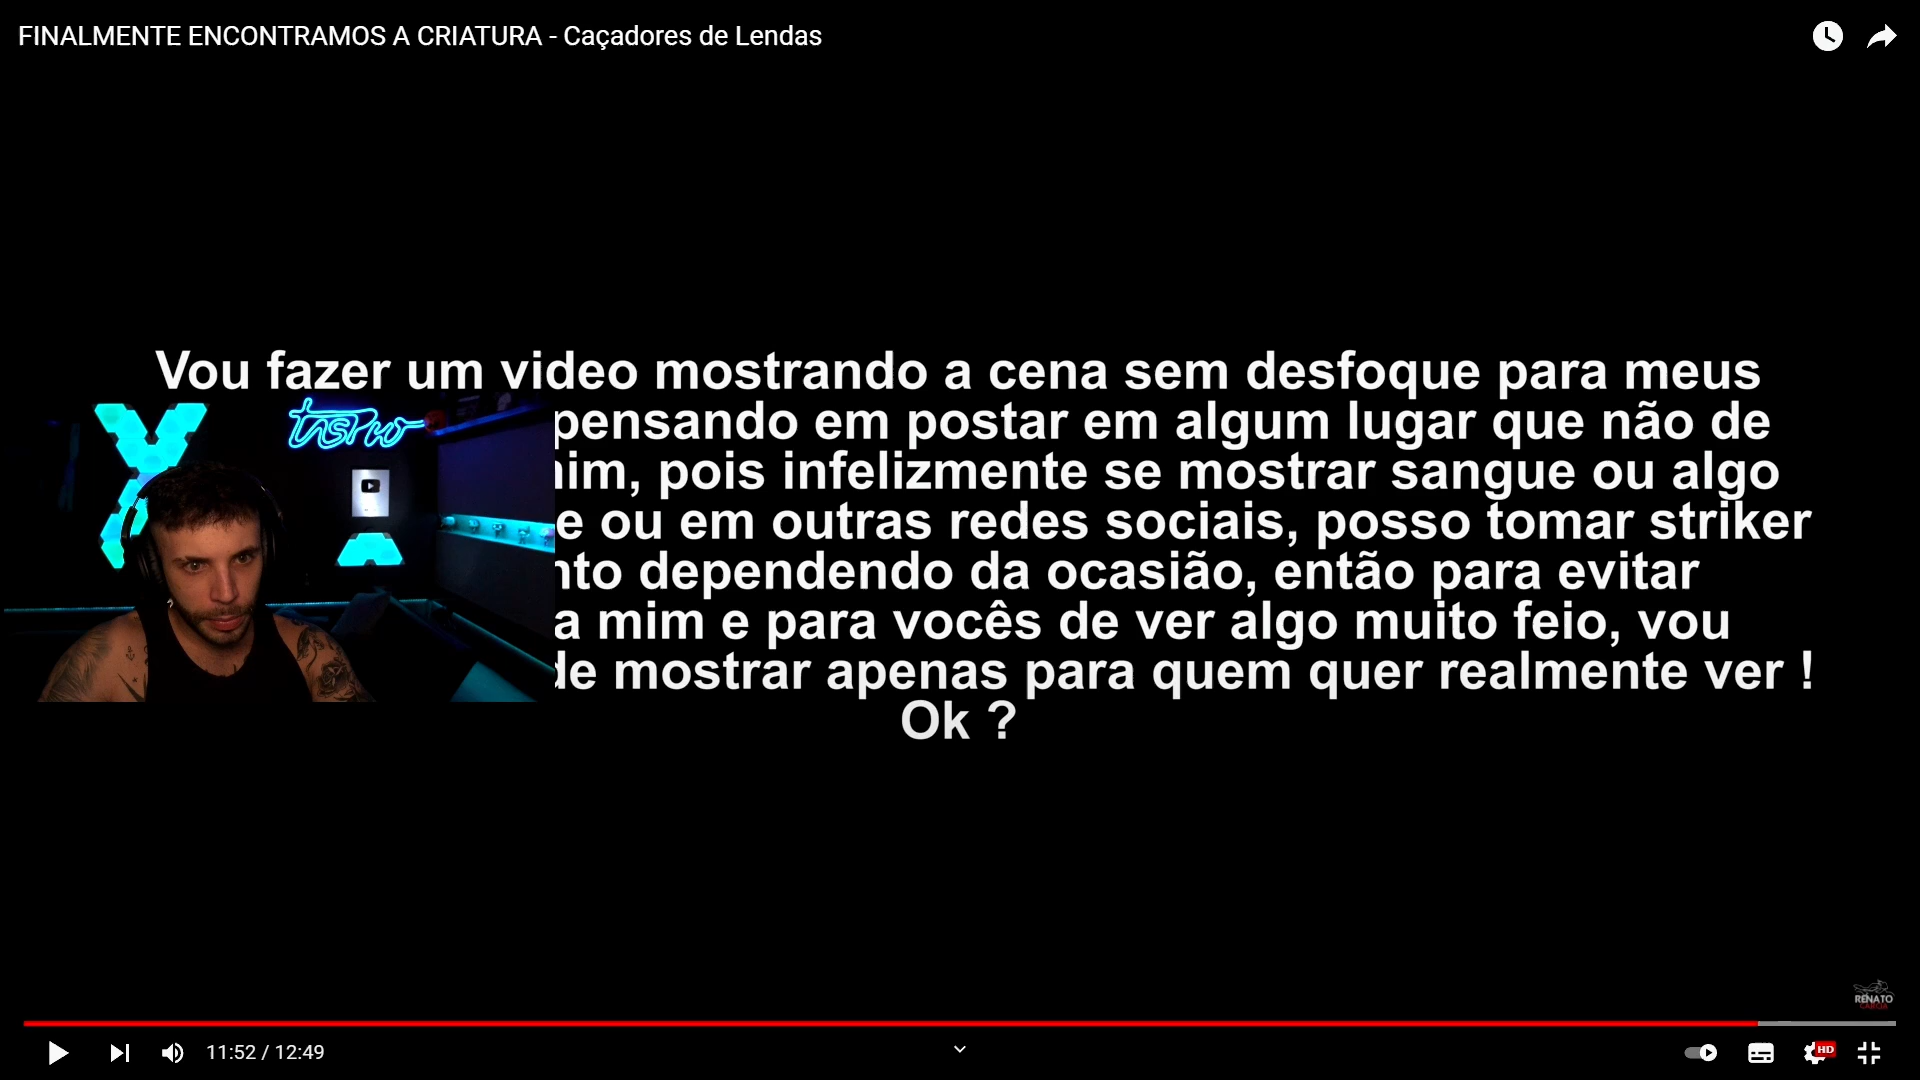 FINALMENTE ENCONTRAMOS A CRIATURA - Caçadores de Lendas
Vou fazer um video mostrando a cena sem desfoque para meus
pensando em postar em algum lugar que não de
pois infelizmente se mostrar sangue ou algo
ou em outras redes sociais, posso tomar striker
dependendo da ocasião, então para evitar
mim e para vocês de ver algo muito feio, vou
mostrar apenas para quem quer realmente ver !
Ok ?
RENATO
GARCIA
11:52 / 12:49
HD